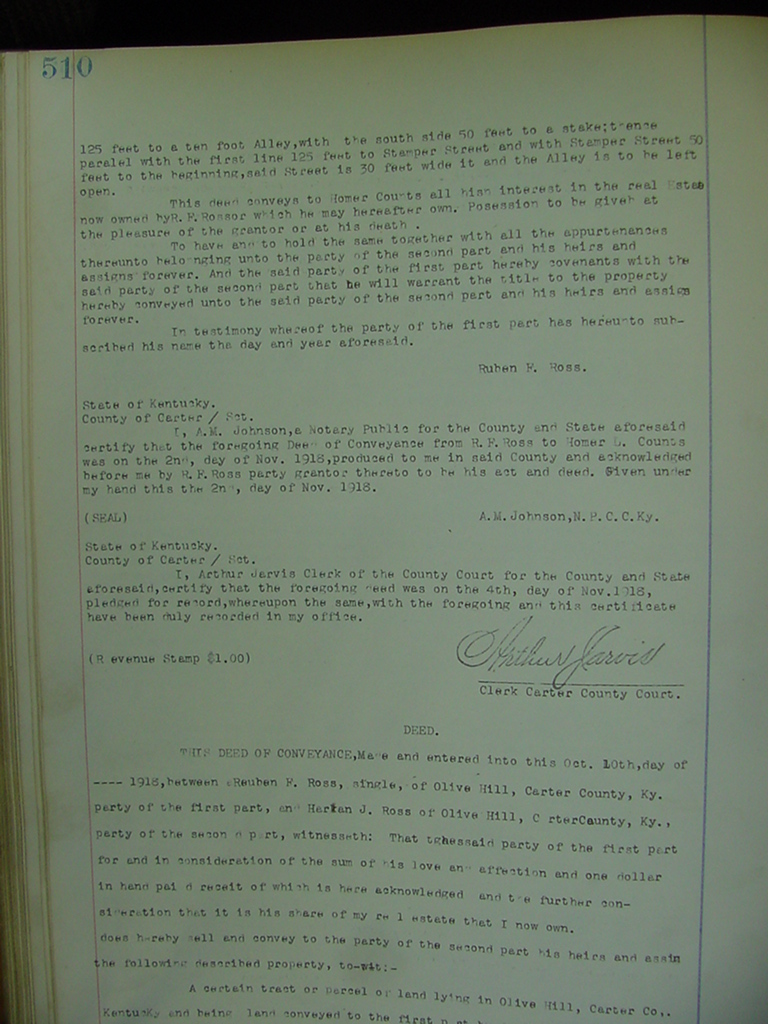 510
125 feet to a ten foot Alley,with the south side 50 feet to a stake;thence
paralel with the first line 125 feet to Stamper Street and with Stamper Street 50
feet to the beginning,said Street is 30 feet wide it and the Alley is to be left
open.
This deed conveys to Homer Counts all hisn interest in the real Estae
now owned byR.F.Rossor which he may hereafter own. Posession to be given at
the pleasure of the grantor or at his death .
To have and to hold the same together with all the appurtenances
thereunto belo nging unto the party of the second part and his heirs and
assigns forever. And the said party of the first part hereby covenants with the
said party of the second part that he will warrant the title to the property
hereby conveyed unto the said party of the second part and his heirs and assigs
forever.
In testimony whereof the party of the first part has hereunto sub-
scribed his name tha day and year aforesaid.
Ruben F. Ross.
State of Kentucky.
County of Carter / Sct.
I, A.M. Johnson,a Notary Public for the County and State aforesaid
certify that the foregoing Deed of Conveyance from R.F.Ross to Homer L. Counts
was on the 2nd, day of Nov. 1918,produced to me in said County and acknowledged
before me by R.F.Ross party grantor thereto to be his act and deed. Given under
my hand this the 2nd, day of Nov. 1918.
(SEAL) A.M.Johnson,N.P.C.C.Ky.
State of Kentucky.
County of Carter / Sct.
I, Arthur Jarvis Clerk of the County Court for the County and State
aforesaid,certify that the foregoing deed was on the 4th, day of Nov.1918,
pledged for record,whereupon the same,with the foregoing and this certificate
have been duly recorded in my office.
(R evenue Stamp $1.00) Arthur Jarvis
Clerk Carter County Court.
DEED.
THIS DEED OF CONVEYANCE,Made and entered into this Oct. 10th,day of
---- 1918,between Reuben F. Ross, single, of Olive Hill, Carter County, Ky.
party of the first part, and Harlan J. Ross of Olive Hill, C rterCaunty, Ky.,
party of the secon d p rt, witnesseth: That tghessaid party of the first part
for and in consideration of the sum of his love and affection and one dollar
in hand pai d receit of which is here acknowledged and the further con-
sideration that it is his share of my re l estate that I now own.
does hereby sell and convey to the party of the second part his heirs and assin
the following described property, to-wit:-
A certain tract or parcel of land lying in Olive Hill, Carter Co,.
Kentucky and being land conveyed to the first